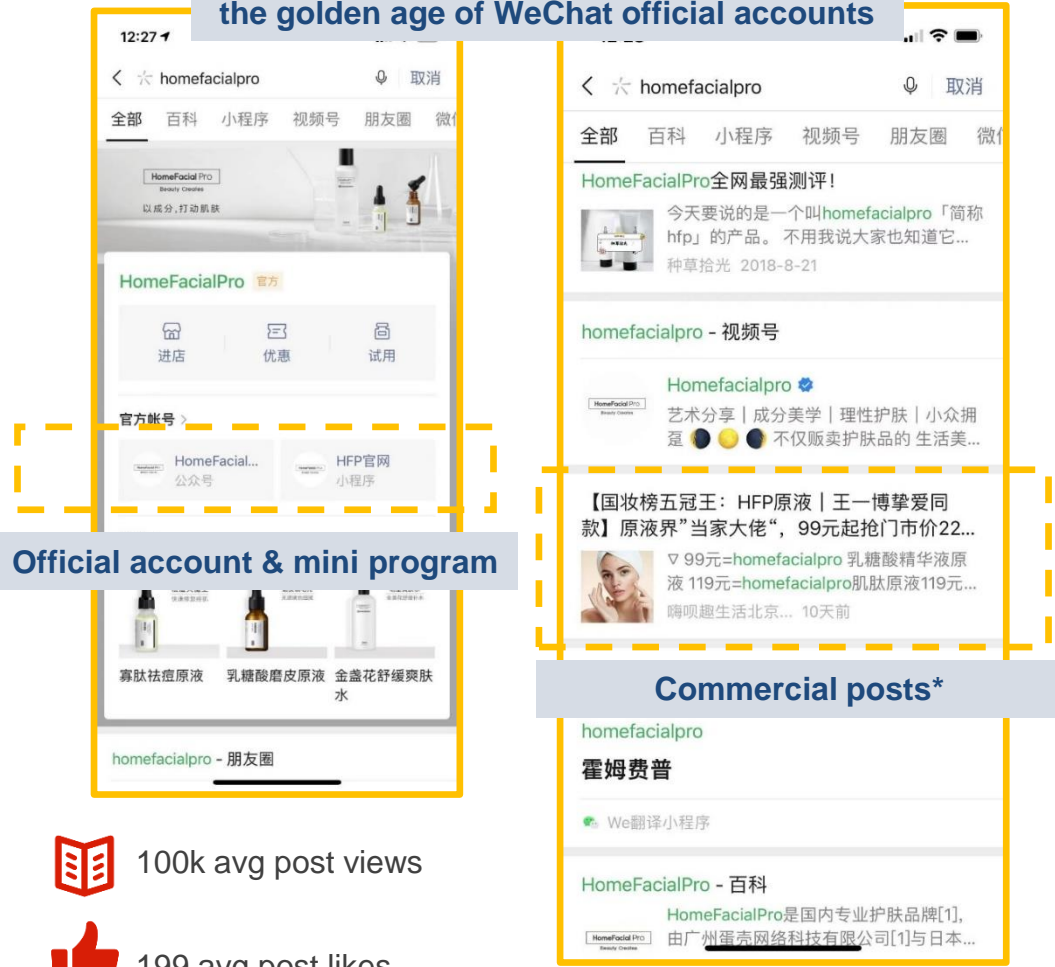 the golden age of WeChat official accounts
12:27
homefacialpro
取消
全部 百科 小程序 视频号 朋友圈
HomeFacial Pro
Beauty Creates
以成分,打动肌肤
HomeFacialPro 官方
进店 优惠 试用
官方帐号 >
HomeFacial...
公众号
HFP官网
小程序
Official account & mini program
寡肽祛痘原液 乳糖酸磨皮原液 金盏花舒缓爽肤水
homefacialpro - 朋友圈
100k avg post views
199 avg post likes
homefacialpro
取消
全部 百科 小程序 视频号 朋友圈
HomeFacialPro全网最强测评!
今天要说的是一个叫homefacialpro「简称
hfp」的产品。 不用我说大家也知道它...
种草拾光 2018-8-21
homefacialpro - 视频号
Homefacialpro
HomeFacial Pro
Beauty Creates
艺术分享|成分美学|理性护肤|小众拥
趸 不仅贩卖护肤品的 生活美...
【国妆榜五冠王:HFP原液|王一博挚爱同
款】原液界”当家大佬“,99元起抢门市价22...
▽ 99元=homefacialpro 乳糖酸精华液原
液 119元=homefacialpro肌肽原液119元...
嗨呗趣生活北京... 10天前
Commercial posts*
homefacialpro
霍姆费普
We翻译小程序
HomeFacialPro - 百科
HomeFacialPro是国内专业护肤品牌[1],
由广州蛋壳网络科技有限公司[1]与日本...
HomeFacial Pro
Beauty Creates